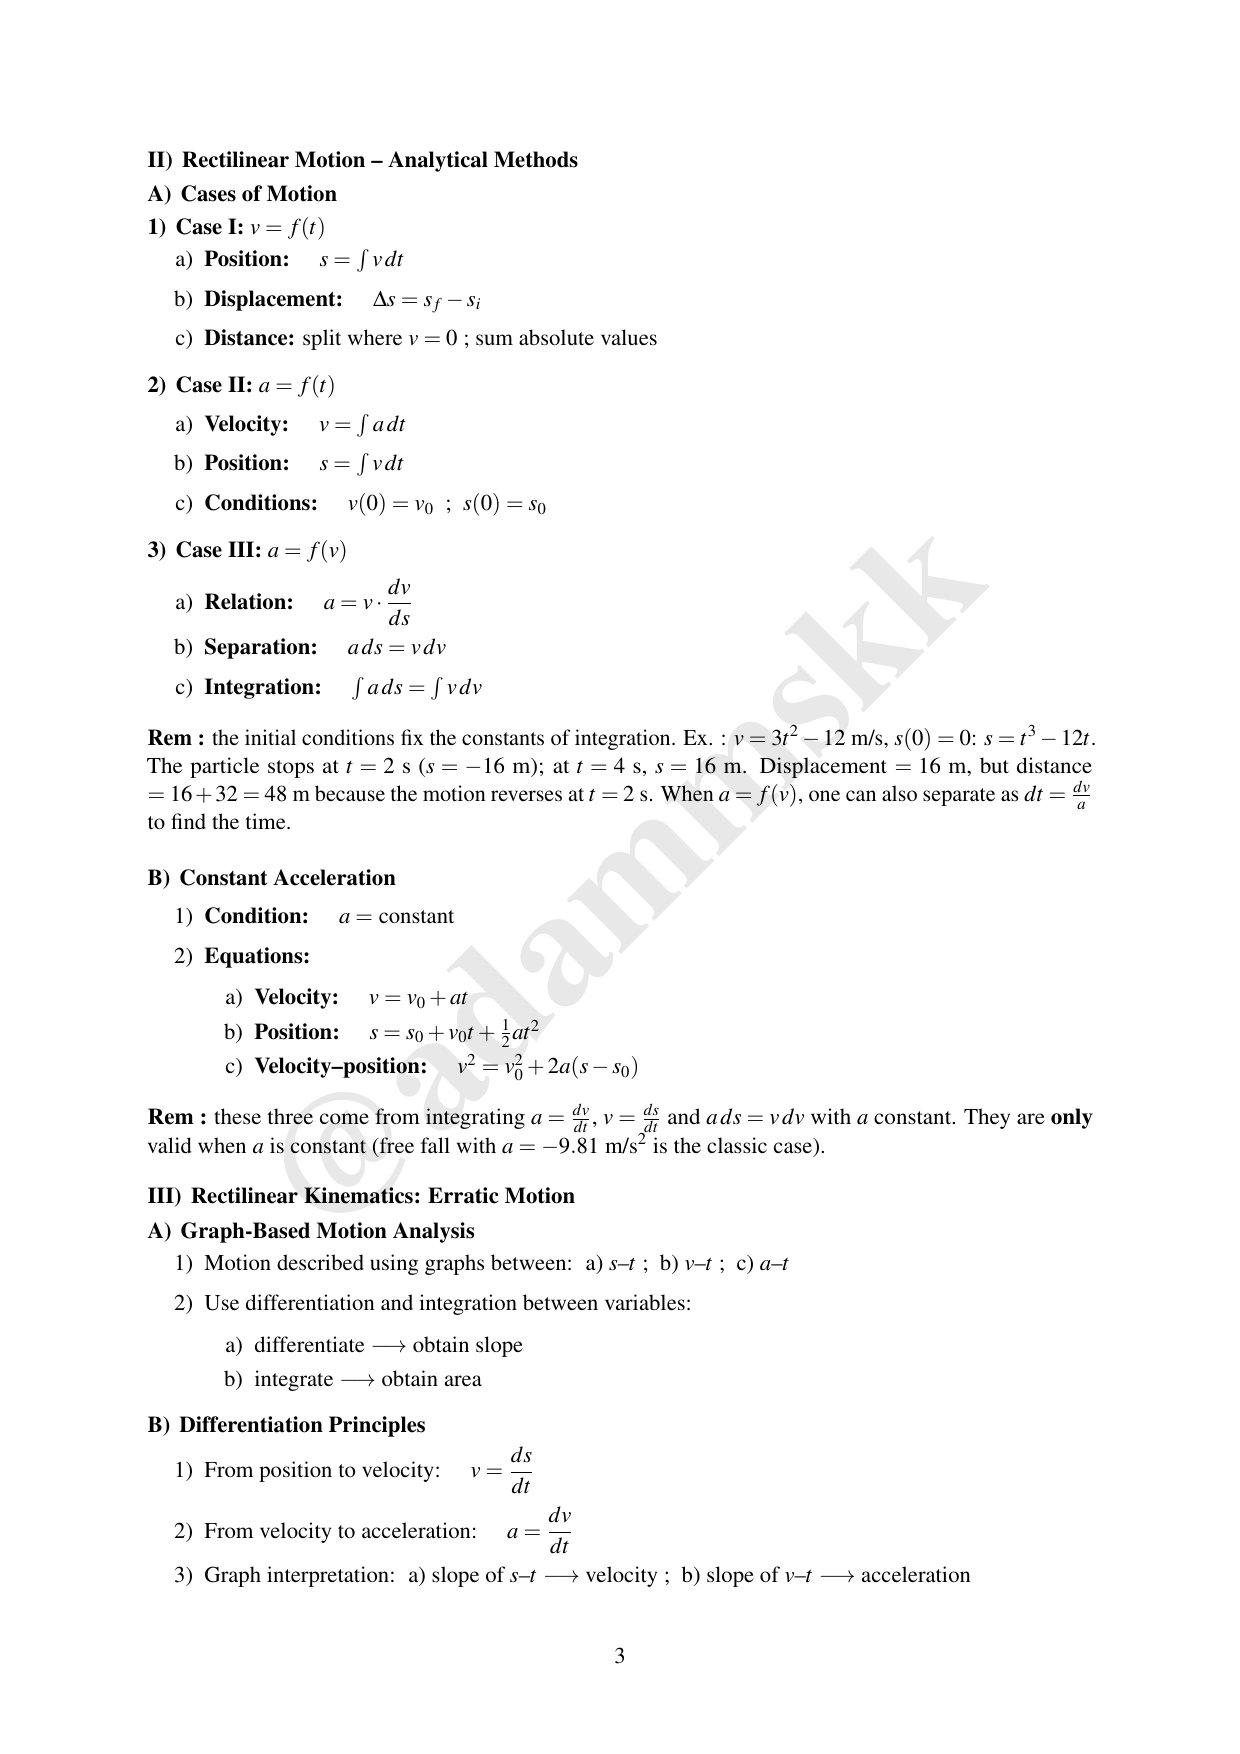 II) Rectilinear Motion – Analytical Methods
A) Cases of Motion
1) Case I: v = f(t)
a) Position: s = ∫ v dt
b) Displacement: Δs = s_f − s_i
c) Distance: split where v = 0 ; sum absolute values
2) Case II: a = f(t)
a) Velocity: v = ∫ a dt
b) Position: s = ∫ v dt
c) Conditions: v(0) = v₀ ; s(0) = s₀
3) Case III: a = f(v)
a) Relation: a = v · dv/ds
b) Separation: a ds = v dv
c) Integration: ∫ a ds = ∫ v dv
Rem : the initial conditions fix the constants of integration. Ex. : v = 3t² − 12 m/s, s(0) = 0: s = t³ − 12t.
The particle stops at t = 2 s (s = −16 m); at t = 4 s, s = 16 m. Displacement = 16 m, but distance
= 16 + 32 = 48 m because the motion reverses at t = 2 s. When a = f(v), one can also separate as dt = dv/a
to find the time.
B) Constant Acceleration
1) Condition: a = constant
2) Equations:
a) Velocity: v = v₀ + at
b) Position: s = s₀ + v₀t + ½at²
c) Velocity–position: v² = v₀² + 2a(s − s₀)
Rem : these three come from integrating a = dv/dt, v = ds/dt and a ds = v dv with a constant. They are only
valid when a is constant (free fall with a = −9.81 m/s² is the classic case).
III) Rectilinear Kinematics: Erratic Motion
A) Graph-Based Motion Analysis
1) Motion described using graphs between: a) s–t ; b) v–t ; c) a–t
2) Use differentiation and integration between variables:
a) differentiate ⟶ obtain slope
b) integrate ⟶ obtain area
B) Differentiation Principles
1) From position to velocity: v = ds/dt
2) From velocity to acceleration: a = dv/dt
3) Graph interpretation: a) slope of s–t ⟶ velocity ; b) slope of v–t ⟶ acceleration
3
@adammskk